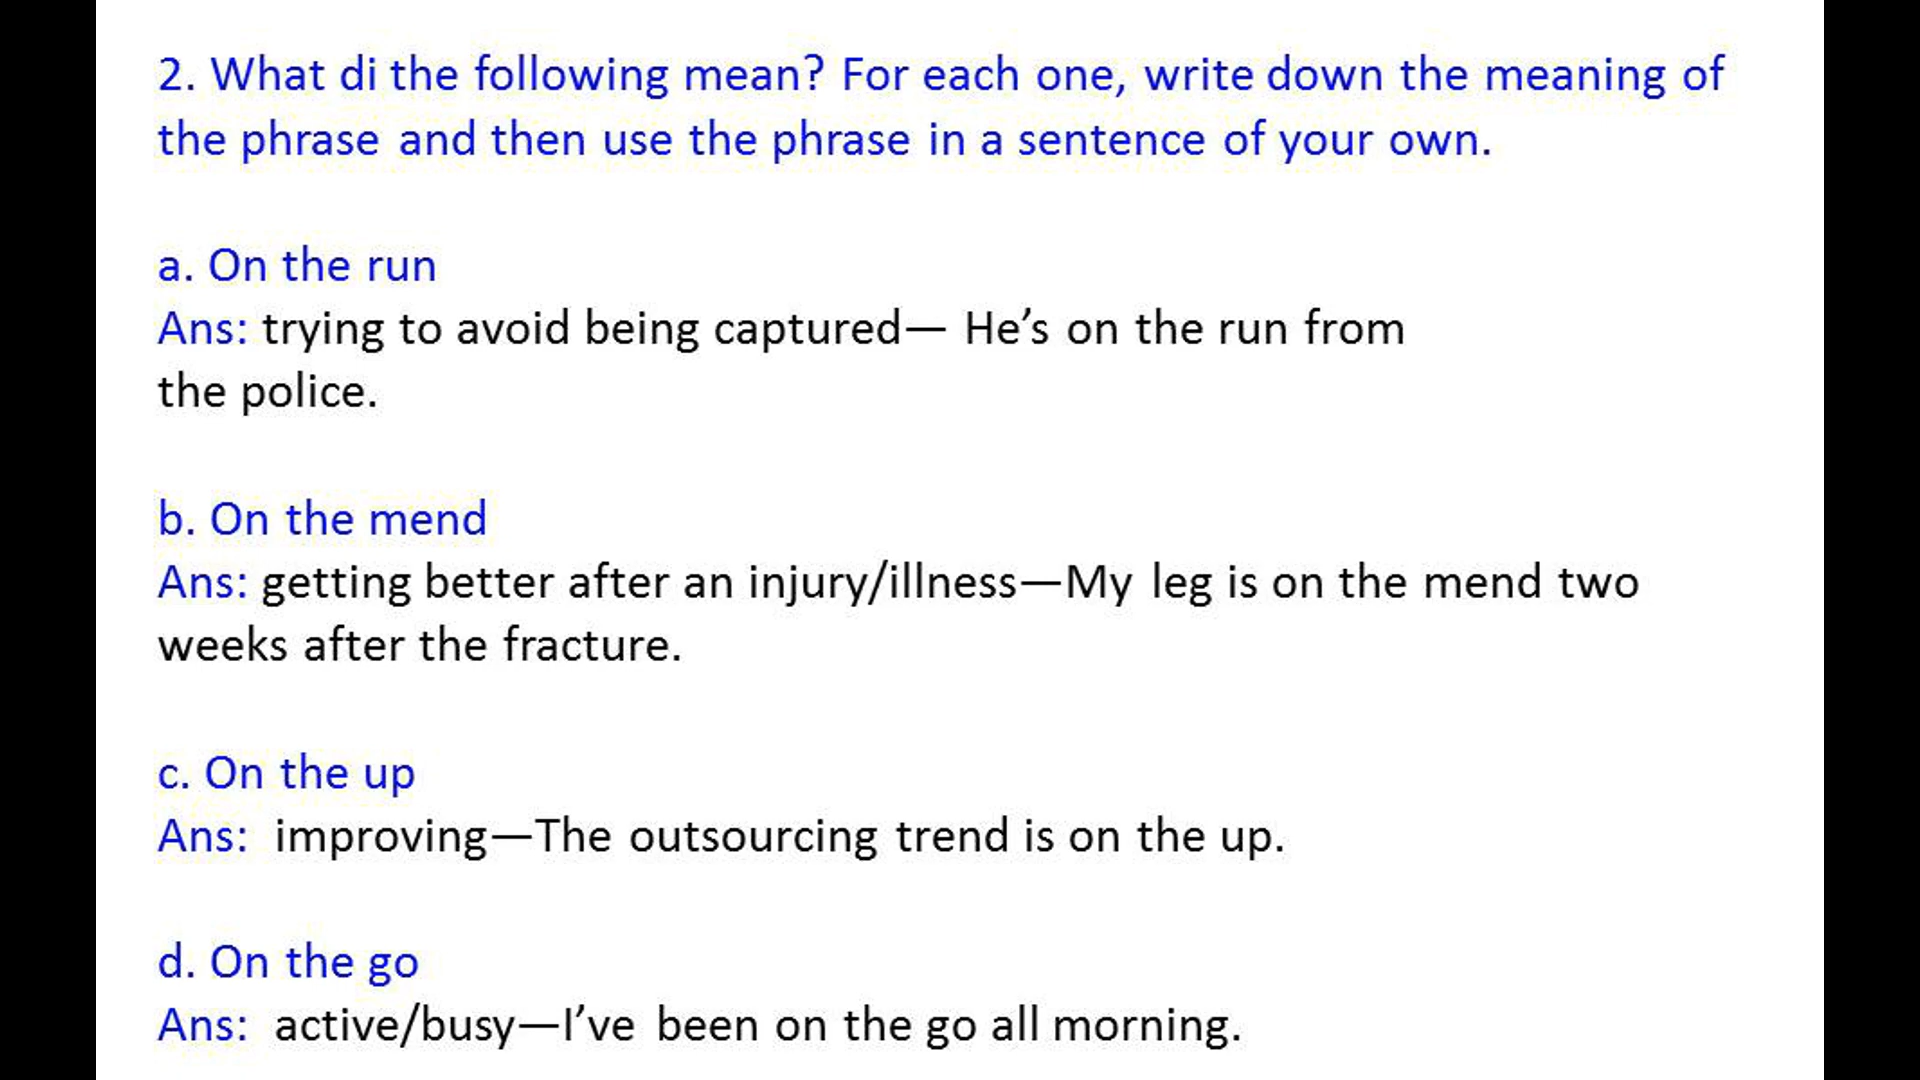 2. What di the following mean? For each one, write down the meaning of
the phrase and then use the phrase in a sentence of your own.
a. On the run
Ans: trying to avoid being captured— He’s on the run from
the police.
b. On the mend
Ans: getting better after an injury/illness—My leg is on the mend two
weeks after the fracture.
c. On the up
Ans: improving—The outsourcing trend is on the up.
d. On the go
Ans: active/busy—I’ve been on the go all morning.